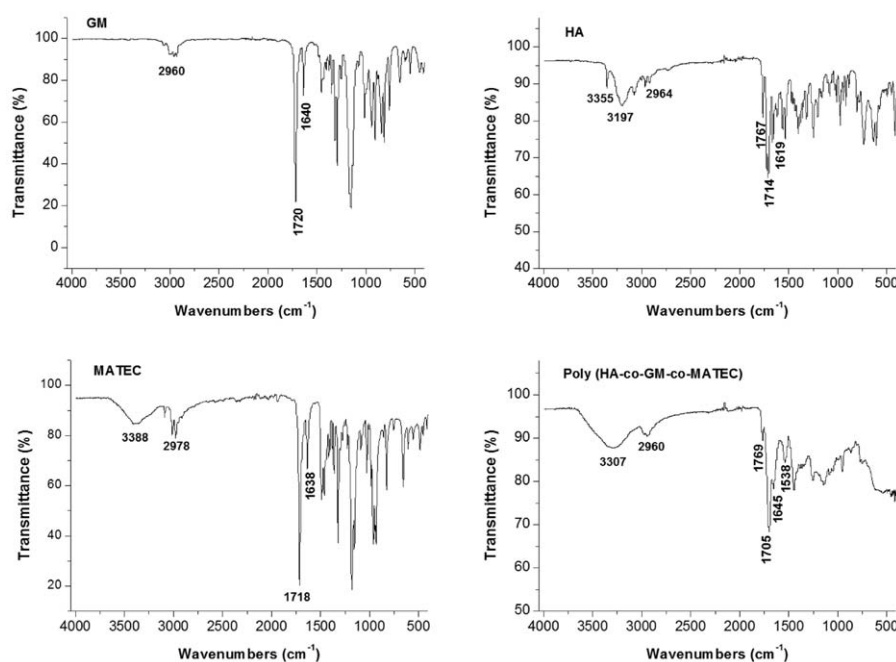 GM
100
80
60
40
20
0
Transmittance (%)
2960
1640
1720
4000 3500 3000 2500 2000 1500 1000 500
Wavenumbers (cm-1)
HA
100
90
80
70
60
50
40
Transmittance (%)
3355
3197
2964
1767
1619
1714
4000 3500 3000 2500 2000 1500 1000 500
Wavenumbers (cm-1)
MATEC
100
80
60
40
20
Transmittance (%)
3388
2978
1638
1718
4000 3500 3000 2500 2000 1500 1000 500
Wavenumbers (cm-1)
Poly (HA-co-GM-co-MATEC)
100
90
80
70
60
50
Transmittance (%)
3307
2960
1769
1538
1645
1705
4000 3500 3000 2500 2000 1500 1000 500
Wavenumbers (cm-1)